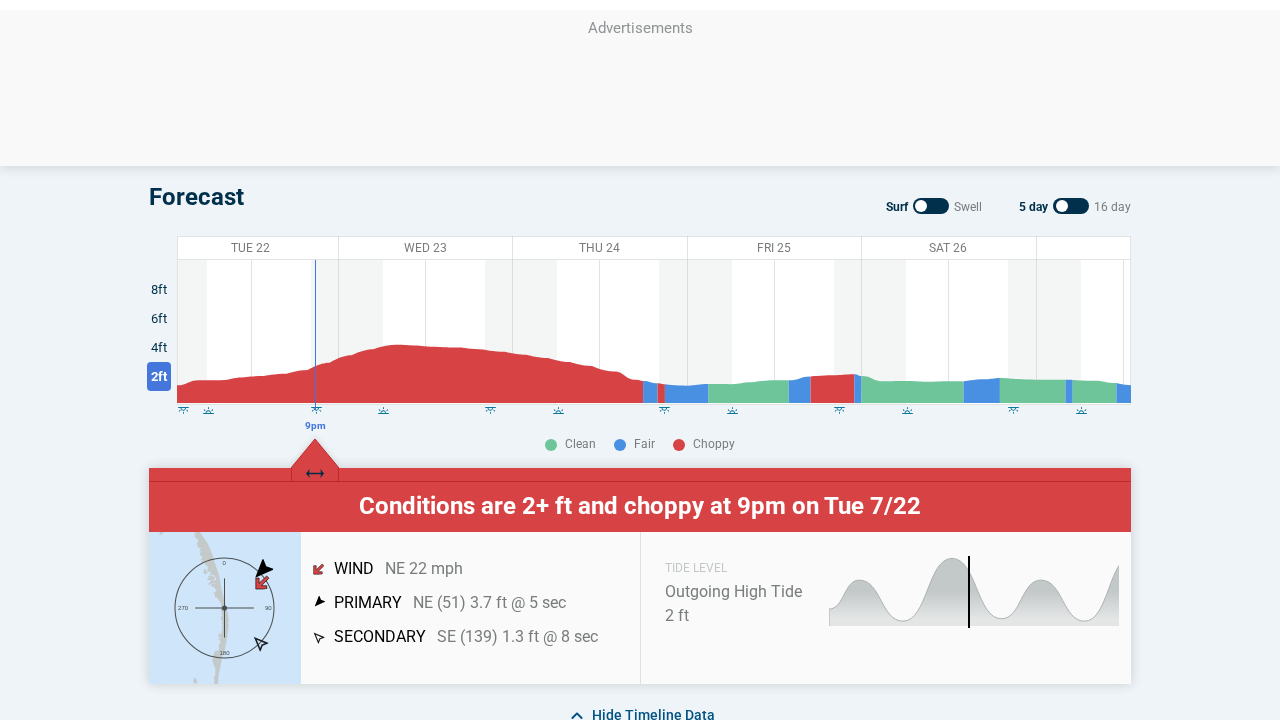 Advertisements
Forecast
Surf Swell 5 day 16 day
TUE 22 WED 23 THU 24 FRI 25 SAT 26
8ft
6ft
4ft
2ft
9pm
Clean Fair Choppy
Conditions are 2+ ft and choppy at 9pm on Tue 7/22
0
90
180
270
WIND NE 22 mph
PRIMARY NE (51) 3.7 ft @ 5 sec
SECONDARY SE (139) 1.3 ft @ 8 sec
TIDE LEVEL
Outgoing High Tide
2 ft
Hide Timeline Data